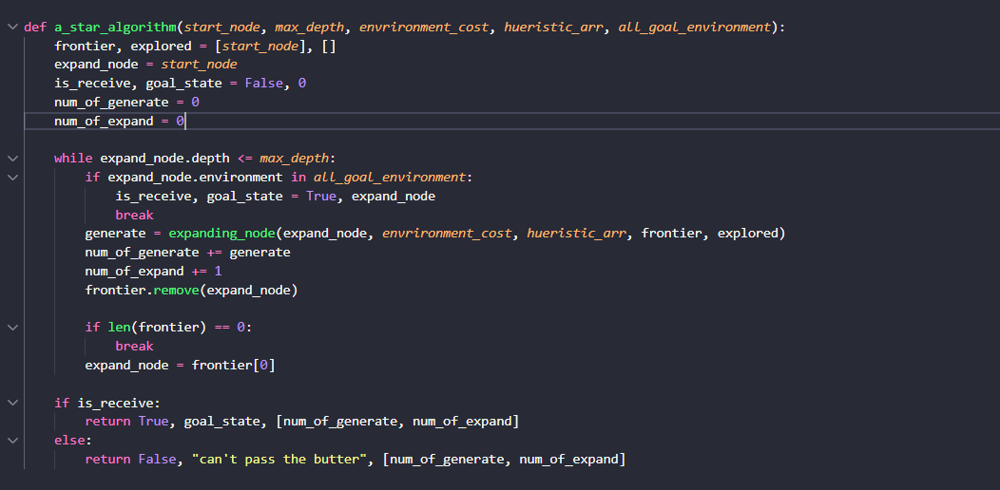 def a_star_algorithm(start_node, max_depth, envrironment_cost, hueristic_arr, all_goal_environment):
    frontier, explored = [start_node], []
    expand_node = start_node
    is_receive, goal_state = False, 0
    num_of_generate = 0
    num_of_expand = 0
    while expand_node.depth <= max_depth:
        if expand_node.environment in all_goal_environment:
            is_receive, goal_state = True, expand_node
            break
        generate = expanding_node(expand_node, envrironment_cost, hueristic_arr, frontier, explored)
        num_of_generate += generate
        num_of_expand += 1
        frontier.remove(expand_node)
        if len(frontier) == 0:
            break
        expand_node = frontier[0]
    if is_receive:
        return True, goal_state, [num_of_generate, num_of_expand]
    else:
        return False, "can't pass the butter", [num_of_generate, num_of_expand]